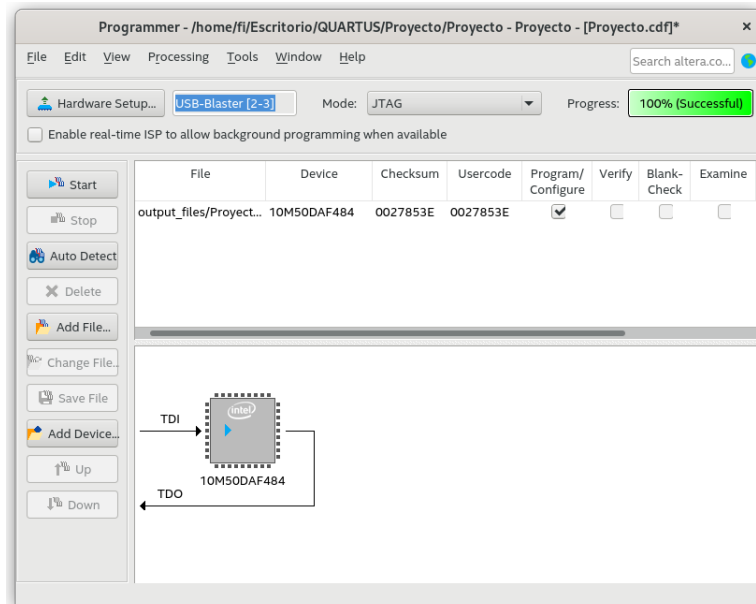 Programmer - /home/fi/Escritorio/QUARTUS/Proyecto/Proyecto - Proyecto - [Proyecto.cdf]*
File Edit View Processing Tools Window Help
Search altera.co...
Hardware Setup... USB-Blaster [2-3] Mode: JTAG Progress: 100% (Successful)
Enable real-time ISP to allow background programming when available
File Device Checksum Usercode Program/ Verify Blank- Examine
Configure Check
output_files/Proyect... 10M50DAF484 0027853E 0027853E
Start
Stop
Auto Detect
Delete
Add File...
Change File..
Save File
Add Device..
Up
Down
intel
TDI
10M50DAF484
TDO